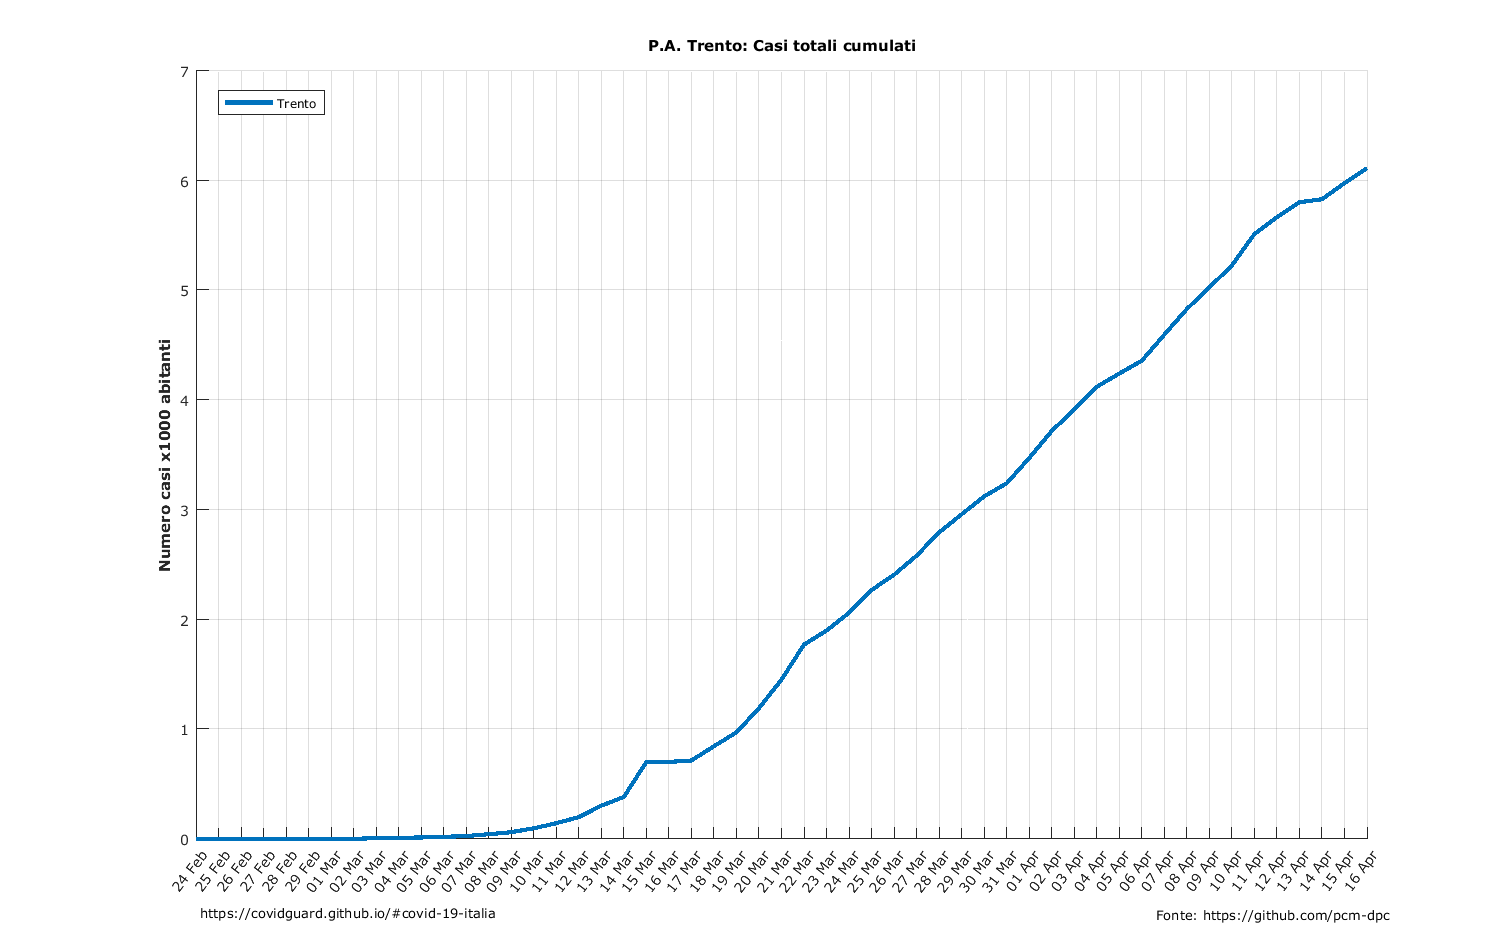 P.A. Trento: Casi totali cumulati
Trento
Numero casi x1000 abitanti
7
6
5
4
3
2
1
0
24 Feb
25 Feb
26 Feb
27 Feb
28 Feb
29 Feb
01 Mar
02 Mar
03 Mar
04 Mar
05 Mar
06 Mar
07 Mar
08 Mar
09 Mar
10 Mar
11 Mar
12 Mar
13 Mar
14 Mar
15 Mar
16 Mar
17 Mar
18 Mar
19 Mar
20 Mar
21 Mar
22 Mar
23 Mar
24 Mar
25 Mar
26 Mar
27 Mar
28 Mar
29 Mar
30 Mar
31 Mar
01 Apr
02 Apr
03 Apr
04 Apr
05 Apr
06 Apr
07 Apr
08 Apr
09 Apr
10 Apr
11 Apr
12 Apr
13 Apr
14 Apr
15 Apr
16 Apr
https://covidguard.github.io/#covid-19-italia
Fonte: https://github.com/pcm-dpc